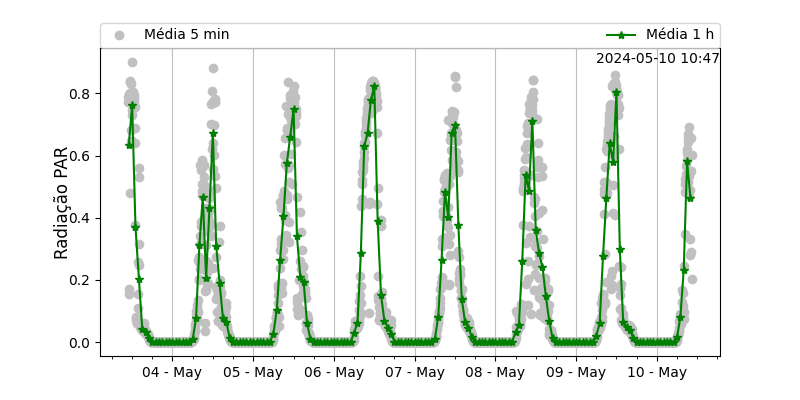 Média 5 min
Média 1 h
2024-05-10 10:47
Radiação PAR
0.8
0.6
0.4
0.2
0.0
04 - May
05 - May
06 - May
07 - May
08 - May
09 - May
10 - May